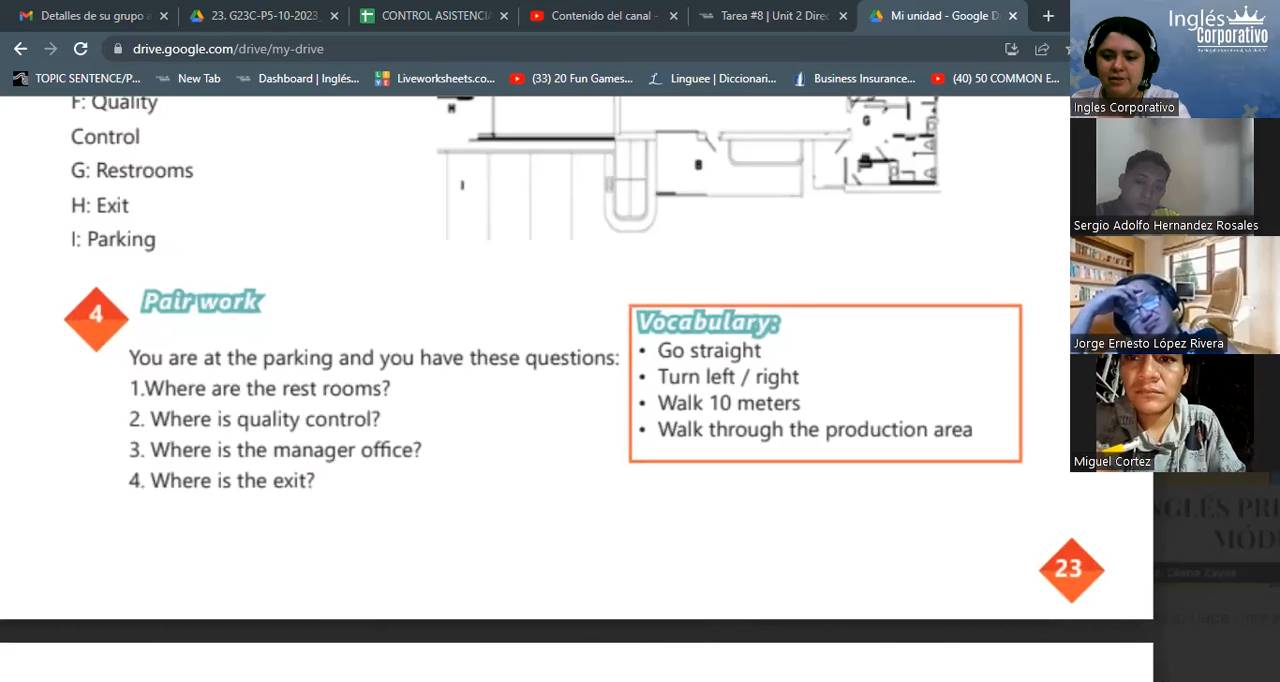 Detalles de su grupo a
23. G23C-P5-10-2023_
CONTROL ASISTENCIA
Contenido del canal -
Tarea #8 | Unit 2 Direc
Mi unidad - Google D
drive.google.com/drive/my-drive
TOPIC SENTENCE/P...
New Tab
Dashboard | Inglés...
Liveworksheets.co...
(33) 20 Fun Games...
Linguee | Diccionari...
Business Insurance...
(40) 50 COMMON E...
Inglés
Corporativo
Ingles Corporativo
Sergio Adolfo Hernandez Rosales
Jorge Ernesto López Rivera
Miguel Cortez
F: Quality
Control
G: Restrooms
H: Exit
I: Parking
H
G
B
I
4
Pair work
You are at the parking and you have these questions:
1.Where are the rest rooms?
2. Where is quality control?
3. Where is the manager office?
4. Where is the exit?
Vocabulary:
• Go straight
• Turn left / right
• Walk 10 meters
• Walk through the production area
23